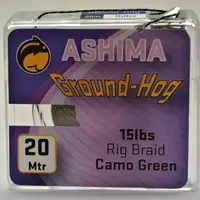 ASHIMA
Ground-Hog
15lbs
20
Mtr
Rig Braid
Camo Green